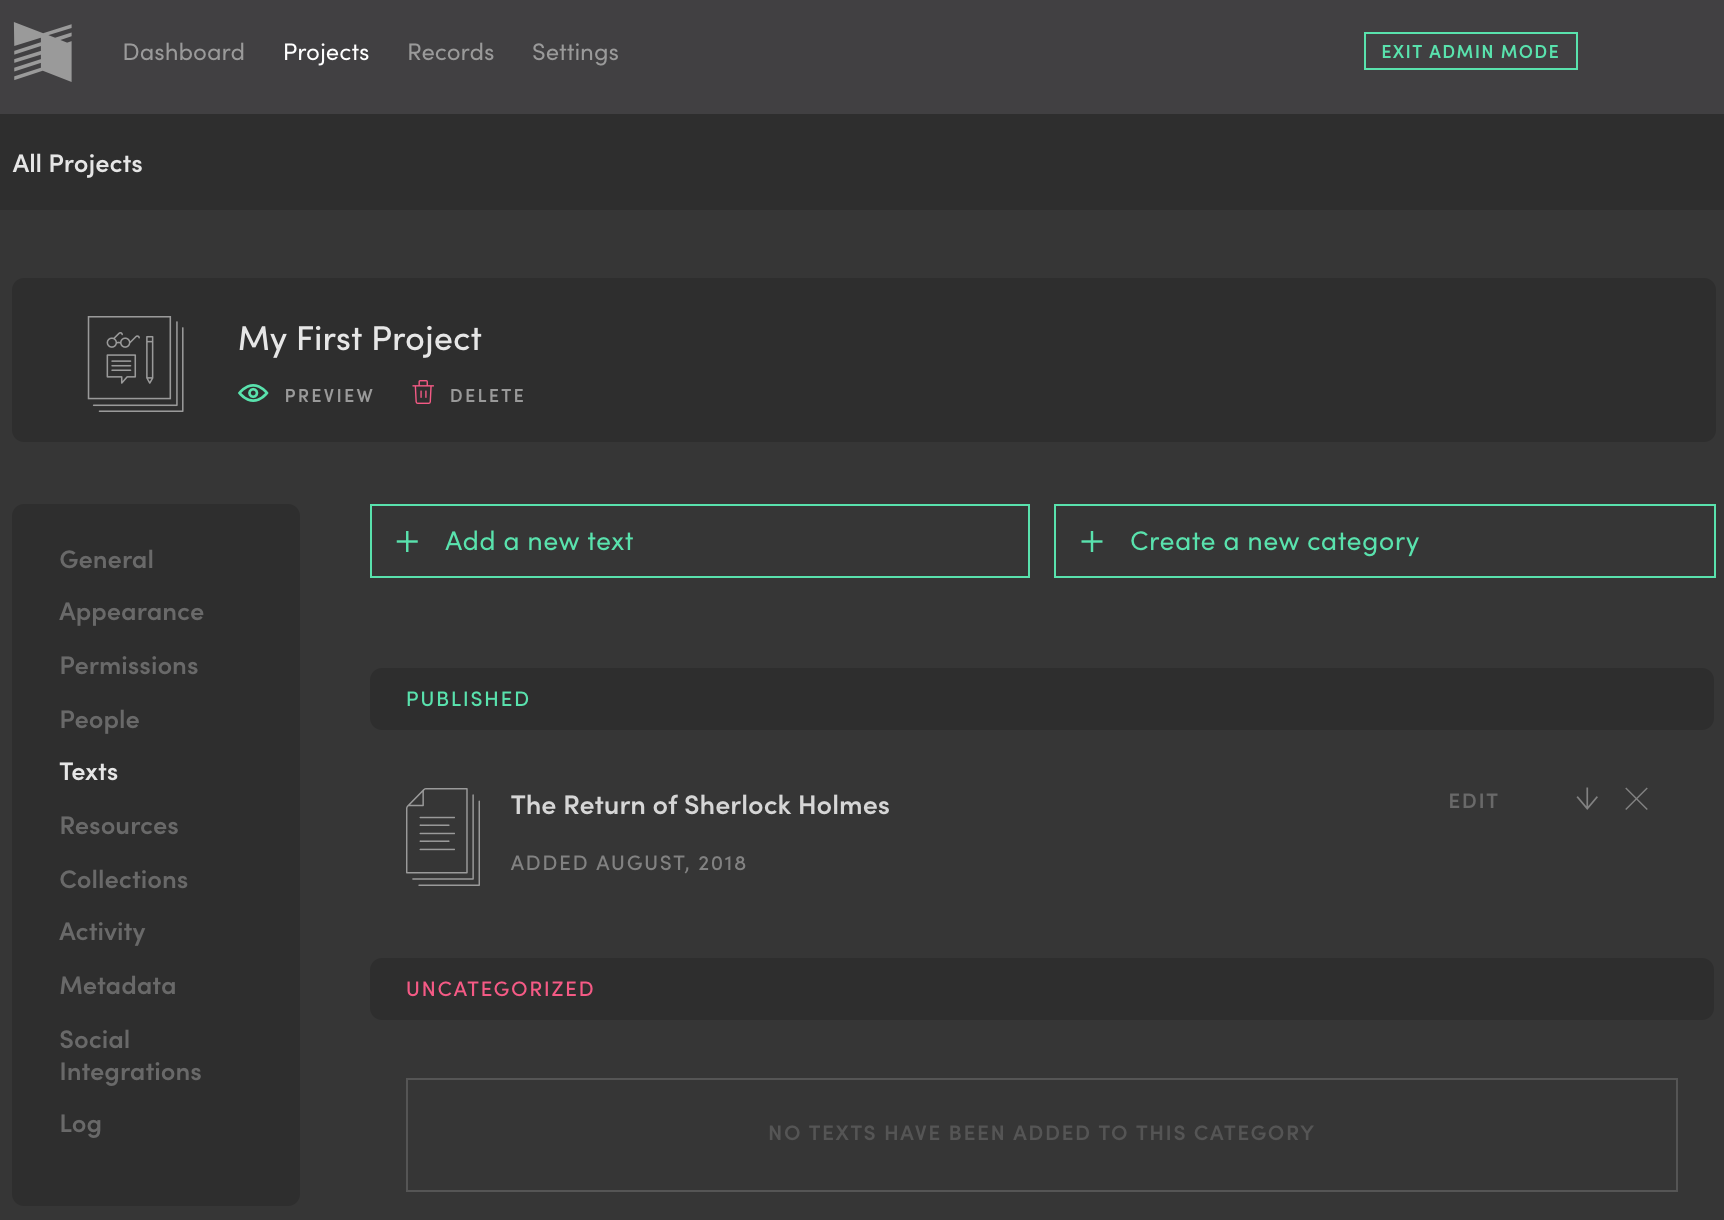 Dashboard Projects Records Settings EXIT ADMIN MODE
All Projects
My First Project
PREVIEW DELETE
General
Appearance
Permissions
People
Texts
Resources
Collections
Activity
Metadata
Social
Integrations
Log
+ Add a new text
+ Create a new category
PUBLISHED
The Return of Sherlock Holmes
EDIT
ADDED AUGUST, 2018
UNCATEGORIZED
NO TEXTS HAVE BEEN ADDED TO THIS CATEGORY